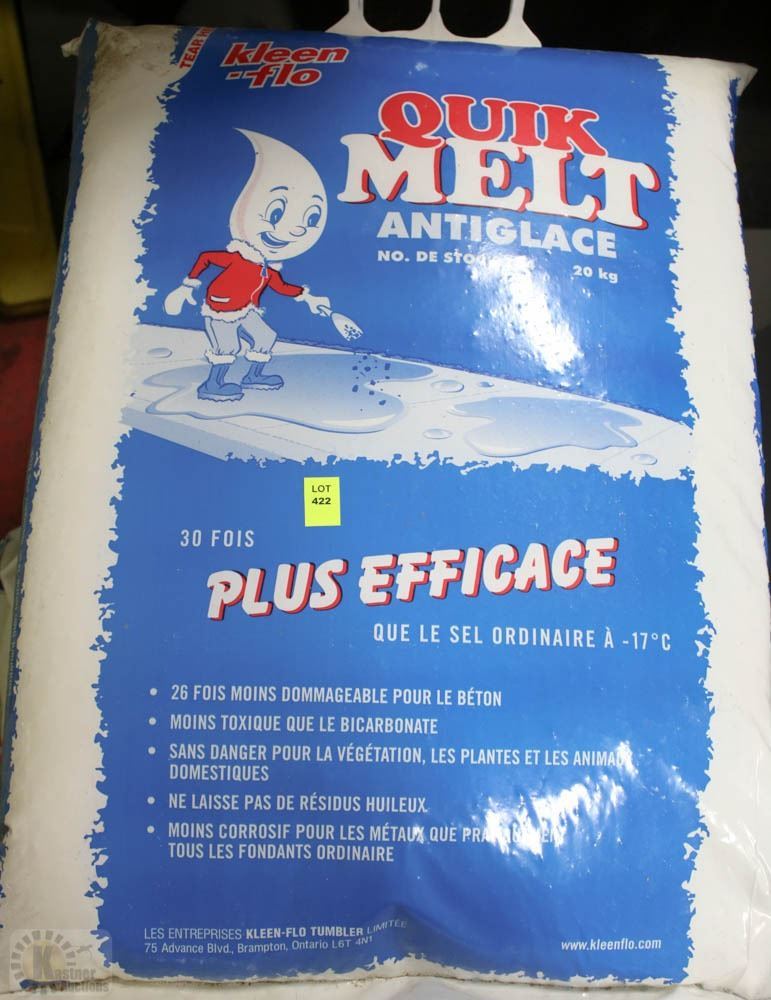 TEAR
kleen
-flo
QUIK
MELT
ANTIGLACE
NO. DE 20 kg
LOT
422
30 FOIS
PLUS EFFICACE
QUE LE SEL ORDINAIRE À -17°C
• 26 FOIS MOINS DOMMAGEABLE POUR LE BÉTON
• MOINS TOXIQUE QUE LE BICARBONATE
• SANS DANGER POUR LA VÉGÉTATION, LES PLANTES ET LES
DOMESTIQUES
• NE LAISSE PAS DE RÉSIDUS HUILEUX
• MOINS CORROSIF POUR LES MÉTAUX QUE
TOUS LES FONDANTS ORDINAIRE
LES ENTREPRISES KLEEN-FLO TUMBLER LIMITÉE
75 Advance Blvd., Brampton, Ontario L6T 4N1
www.kleenflo.com
Kastner
Auctions